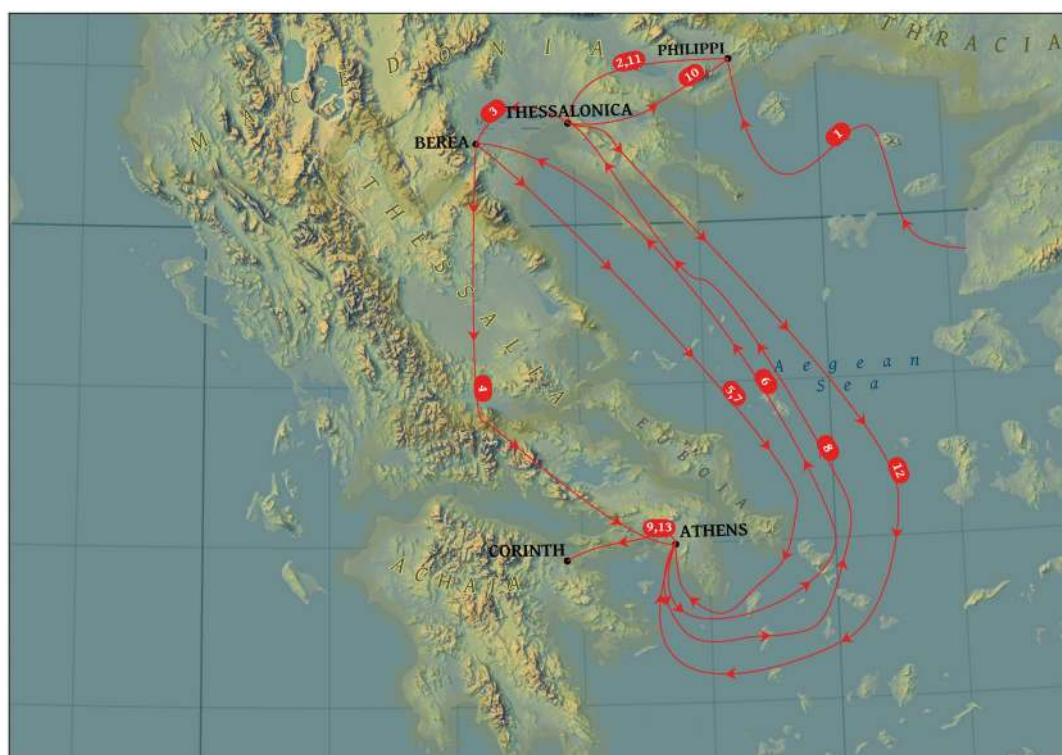 THRACIA
MACEDONIA
PHILIPPI
2,11
10
3
THESSALONICA
1
BEREA
THESSALIA
Aegean
Sea
4
5,7
6
8
12
EUBOIA
9,13
ATHENS
CORINTH
ACHAIA